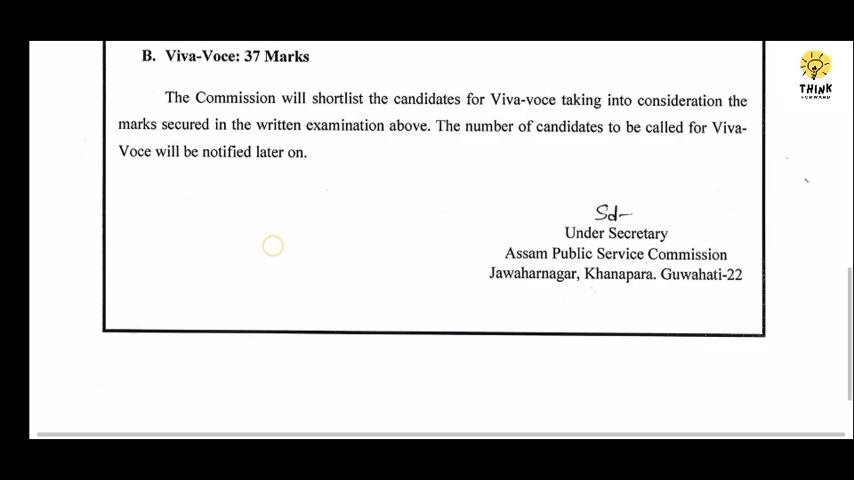 B. Viva-Voce: 37 Marks
The Commission will shortlist the candidates for Viva-voce taking into consideration the
marks secured in the written examination above. The number of candidates to be called for Viva-
Voce will be notified later on.
Sd-
Under Secretary
Assam Public Service Commission
Jawaharnagar, Khanapara. Guwahati-22
THINK
FORWARD